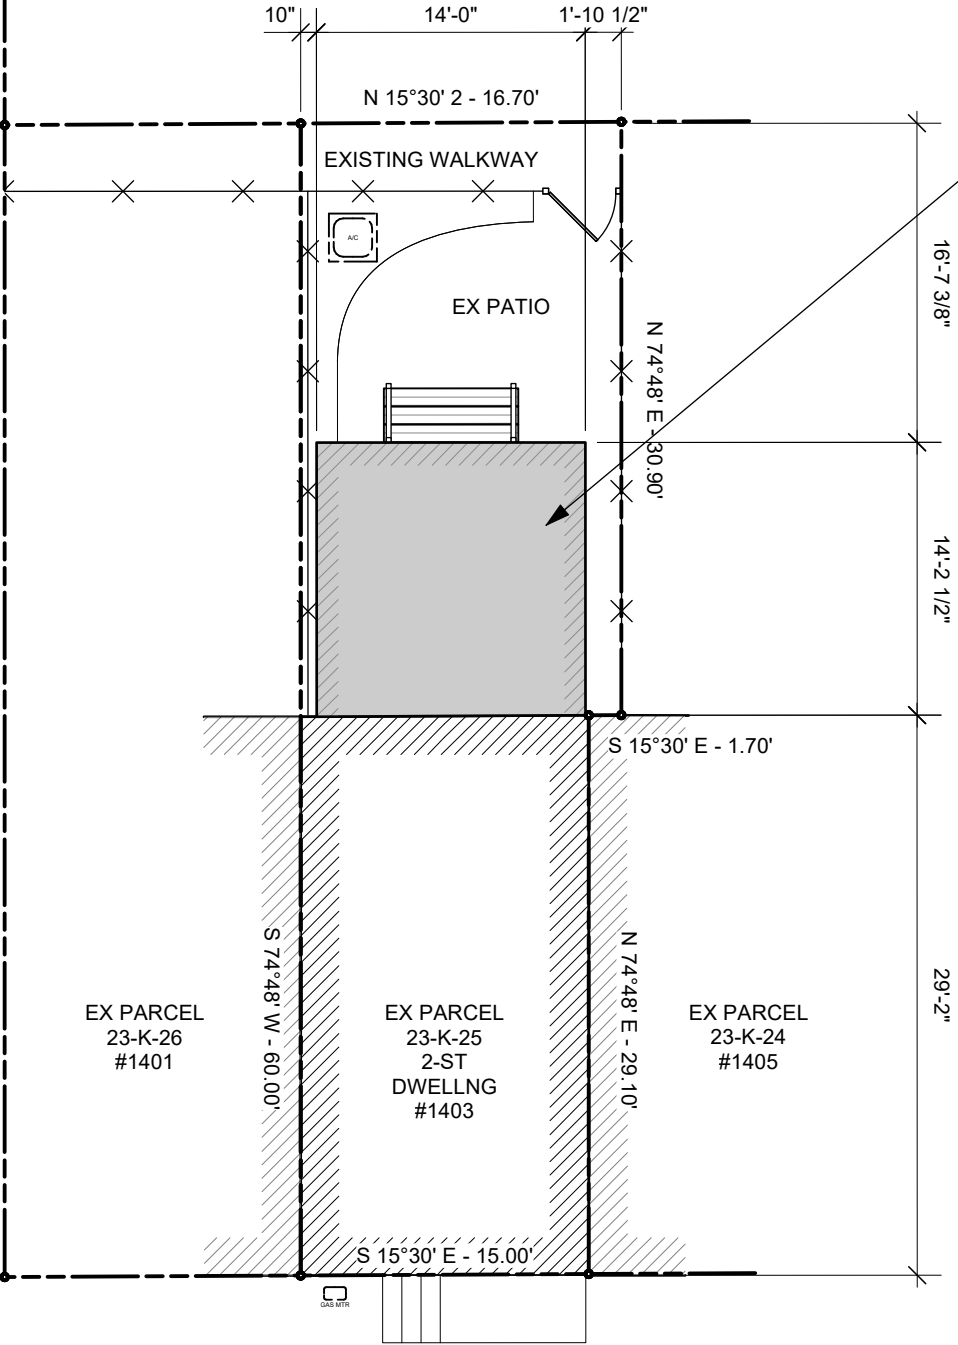 10"
14'-0"
1'-10 1/2"
N 15°30' 2 - 16.70'
EXISTING WALKWAY
A/C
EX PATIO
16'-7 3/8"
N 74°48' E - 30.90'
14'-2 1/2"
S 15°30' E - 1.70'
S 74°48' W - 60.00'
N 74°48' E - 29.10'
29'-2"
EX PARCEL
23-K-26
#1401
EX PARCEL
23-K-25
2-ST
DWELLNG
#1403
EX PARCEL
23-K-24
#1405
S 15°30' E - 15.00'
GAS MTR